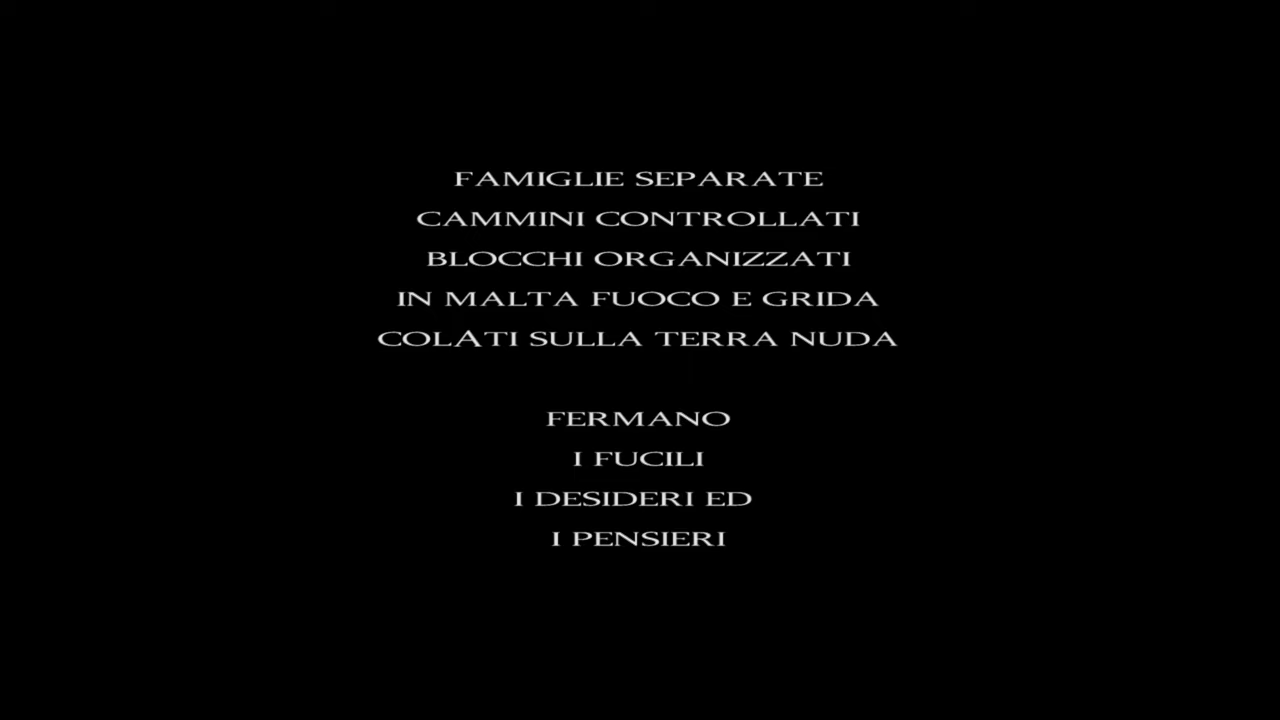 FAMIGLIE SEPARATE
CAMMINI CONTROLLATI
BLOCCHI ORGANIZZATI
IN MALTA FUOCO E GRIDA
COLATI SULLA TERRA NUDA
FERMANO
I FUCILI
I DESIDERI ED
I PENSIERI